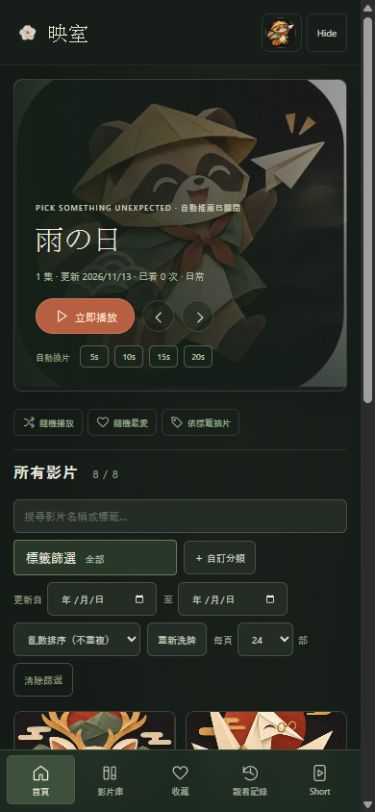 映室
Hide
PICK SOMETHING UNEXPECTED · 自動推薦已關閉
雨の日
1 集 · 更新 2026/11/13 · 已看 0 次 · 日常
立即播放
自動換片 5s 10s 15s 20s
隨機播放 隨機最愛 依標籤抽片
所有影片 8 / 8
搜尋影片名稱或標籤...
標籤篩選 全部 + 自訂分類
更新自 年 /月/日 至 年 /月/日
亂數排序（不重複） 重新洗牌 每頁 24 部
清除篩選
首頁 影片庫 收藏 觀看記錄 Short